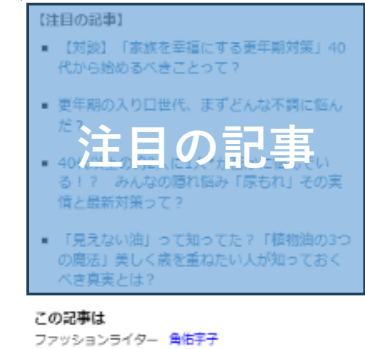 【注目の記事】
【対談】「家族を幸福にする更年期対策」40
代から始めるべきことって？
更年期の入り口世代、まずどんな不調に悩ん
だ？
注目の記事
る！？ みんなの隠れ悩み「尿もれ」その実
情と最新対策って？
「見えない油」って知ってた？「植物油の3つ
の魔法」美しく歳を重ねたい人が知っておく
べき真実とは？
この記事は
ファッションライター 角佑宇子